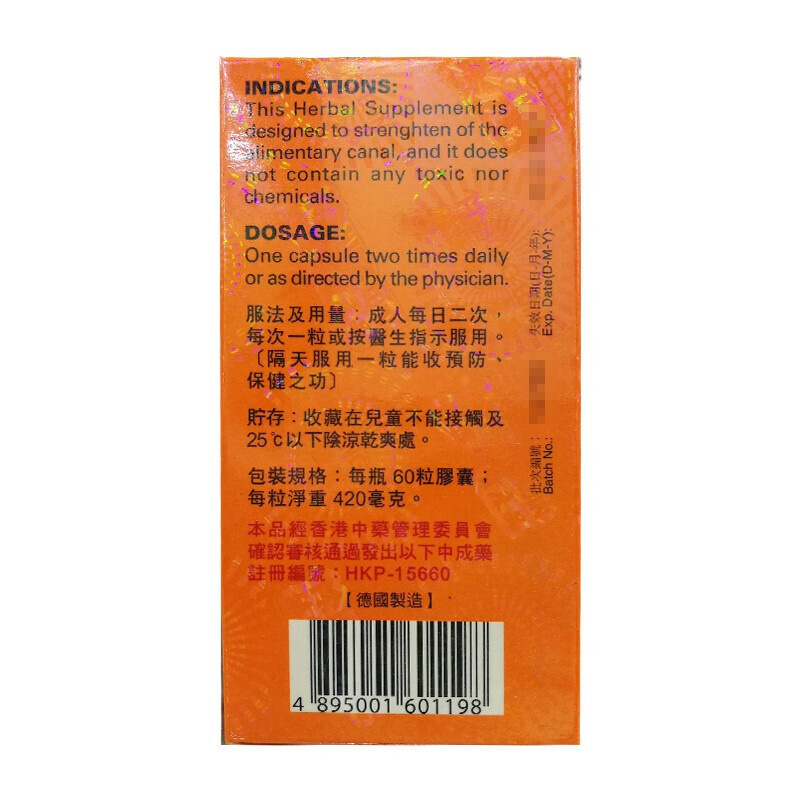 INDICATIONS:
This Herbal Supplement is
designed to strenghten of the
alimentary canal, and it does
not contain any toxic nor
chemicals.
DOSAGE:
One capsule two times daily
or as directed by the physician.
服法及用量：成人每日二次，
每次一粒或按醫生指示服用。
〔隔天服用一粒能收預防、
保健之功〕
貯存：收藏在兒童不能接觸及
25℃以下陰涼乾爽處。
包裝規格：每瓶 60粒膠囊；
每粒淨重 420毫克。
本品經香港中藥管理委員會
確認審核通過發出以下中成藥
註冊編號：HKP-15660
【德國製造】
4 895001 601198
失效日期(日-月-年):
Exp. Date(D-M-Y):
批次編號：
Batch No.: